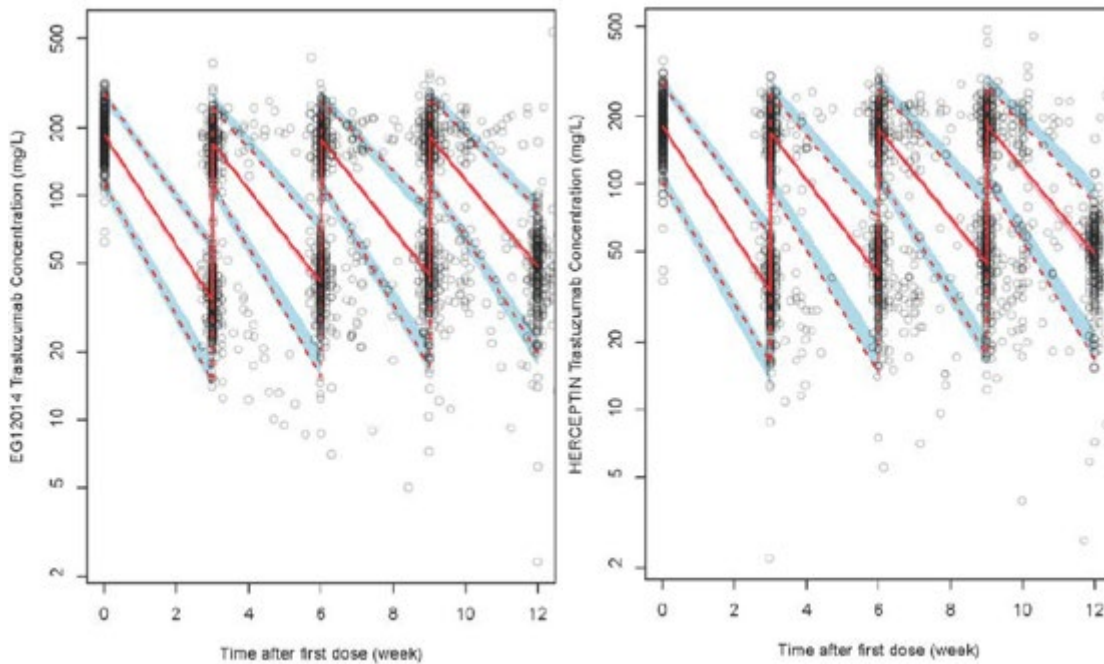 EG12014 Trastuzumab Concentration (mg/L)
500
200
100
50
20
10
5
2
0 2 4 6 8 10 12
Time after first dose (week)
HERCEPTIN Trastuzumab Concentration (mg/L)
500
200
100
50
20
10
5
2
0 2 4 6 8 10 12
Time after first dose (week)